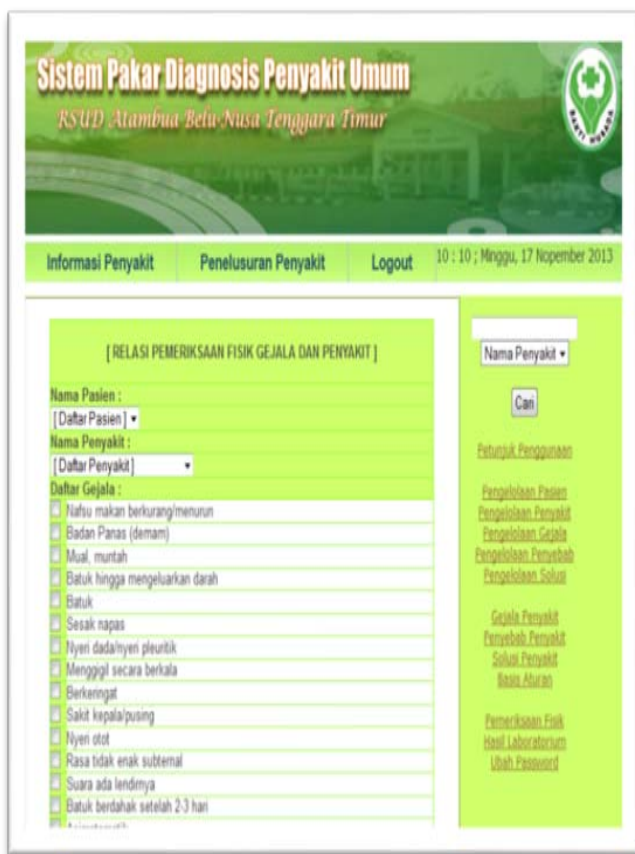 Sistem Pakar Diagnosis Penyakit Umum
RSUD Atambua Belu-Nusa Tenggara Timur
BAKTI HUSADA
Informasi Penyakit
Penelusuran Penyakit
Logout
10 : 10 ; Minggu, 17 Nopember 2013
[ RELASI PEMERIKSAAN FISIK GEJALA DAN PENYAKIT ]
Nama Pasien :
[ Daftar Pasien ]
Nama Penyakit :
[ Daftar Penyakit ]
Daftar Gejala :
Nafsu makan berkurang/menurun
Badan Panas (demam)
Mual, muntah
Batuk hingga mengeluarkan darah
Batuk
Sesak napas
Nyeri dada/nyeri pleuritik
Menggigil secara berkala
Berkeringat
Sakit kepala/pusing
Nyeri otot
Rasa tidak enak subternal
Suara ada lendirnya
Batuk berdahak setelah 2-3 hari
Nama Penyakit
Cari
Petunjuk Penggunaan
Pengelolaan Pasien
Pengelolaan Penyakit
Pengelolaan Gejala
Pengelolaan Penyebab
Pengelolaan Solusi
Gejala Penyakit
Penyebab Penyakit
Solusi Penyakit
Basis Aturan
Pemeriksaan Fisik
Hasil Laboratorium
Ubah Password